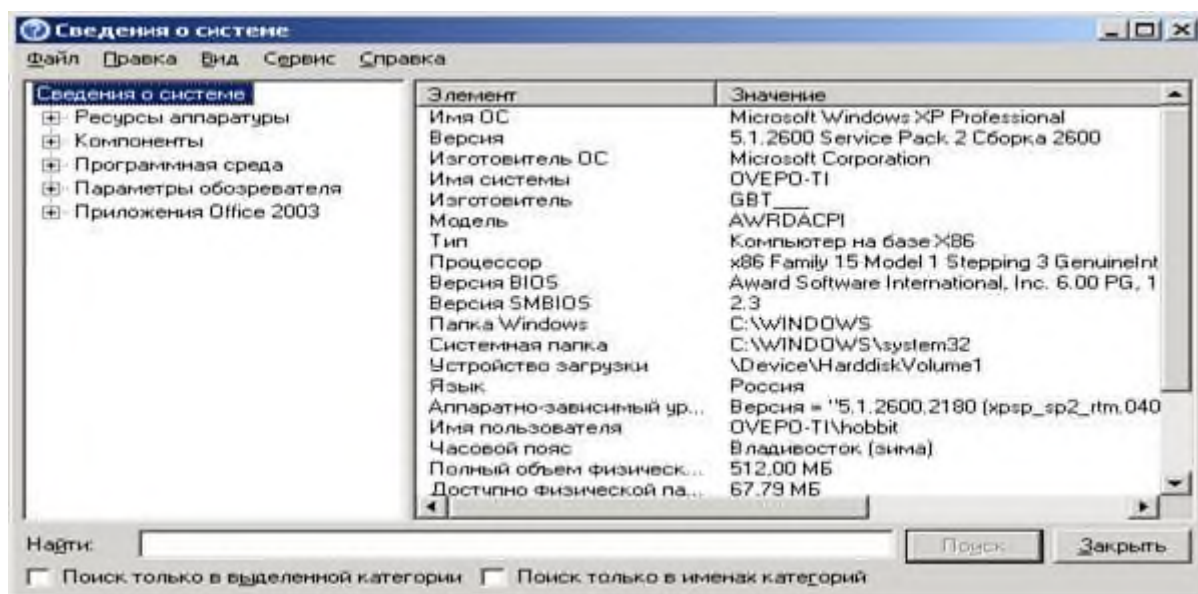 Сведения о системе
Файл Правка Вид Сервис Справка
Сведения о системе
Ресурсы аппаратуры
Компоненты
Программная среда
Параметры обозревателя
Приложения Office 2003
Элемент Значение
Имя ОС Microsoft Windows XP Professional
Версия 5.1.2600 Service Pack 2 Сборка 2600
Изготовитель ОС Microsoft Corporation
Имя системы OVEPO-TI
Изготовитель GBT___
Модель AWRDACPI
Тип Компьютер на базе X86
Процессор x86 Family 15 Model 1 Stepping 3 GenuineInt
Версия BIOS Award Software International, Inc. 6.00 PG, 1
Версия SMBIOS 2.3
Папка Windows C:\WINDOWS
Системная папка C:\WINDOWS\system32
Устройство загрузки \Device\HarddiskVolume1
Язык Россия
Аппаратно-зависимый ур... Версия = "5.1.2600.2180 (xpsp_sp2_rtm.040
Имя пользователя OVEPO-TI\hobbit
Часовой пояс Владивосток (зима)
Полный объем физическ... 512,00 МБ
Доступно физической па... 67,79 МБ
Найти: Поиск Закрыть
Поиск только в выделенной категории Поиск только в именах категорий